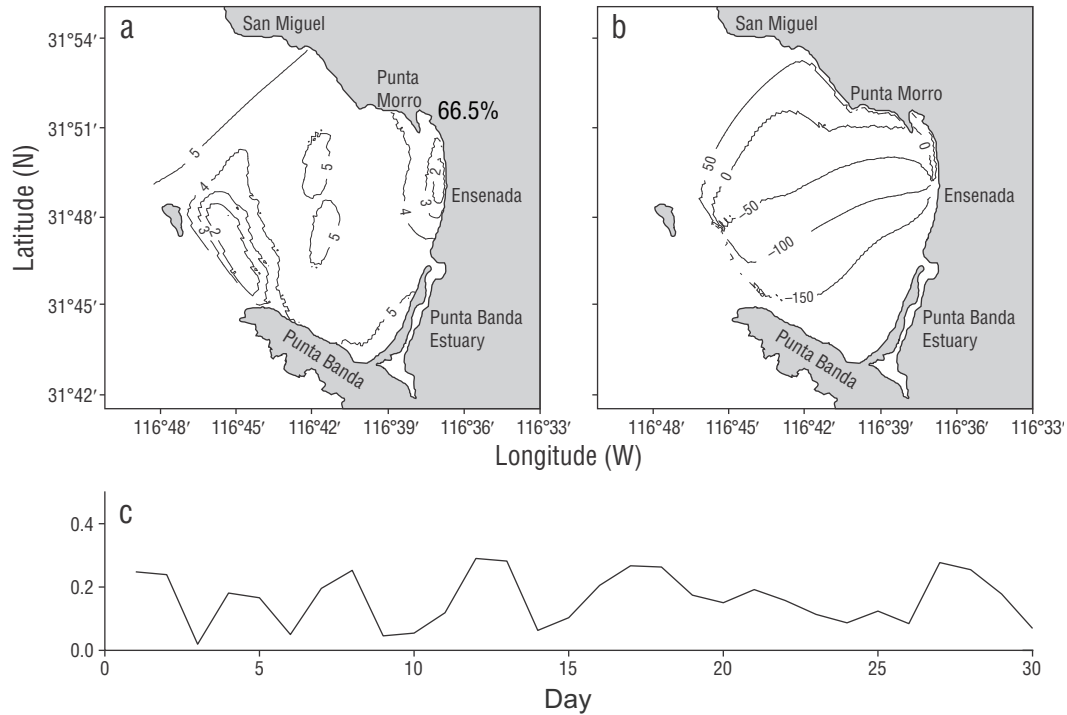 a
San Miguel
Punta
Morro
66.5%
Ensenada
Punta Banda
Estuary
Punta Banda
5
4
3
2
5
5
4
3
2
5
31°54′
31°51′
31°48′
31°45′
31°42′
Latitude (N)
116°48′ 116°45′ 116°42′ 116°39′ 116°36′ 116°33′
b
San Miguel
Punta Morro
Ensenada
Punta Banda
Estuary
Punta Banda
50
0
0
–50
–100
–150
116°48′ 116°45′ 116°42′ 116°39′ 116°36′ 116°33′
Longitude (W)
c
0.4
0.2
0.0
0 5 10 15 20 25 30
Day